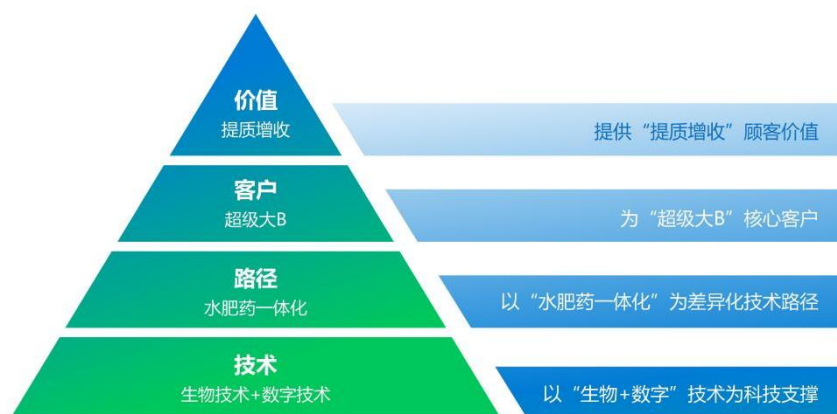 价值
提质增收
提供“提质增收”顾客价值
客户
超级大B
为“超级大B”核心客户
路径
水肥药一体化
以“水肥药一体化”为差异化技术路径
技术
生物技术+数字技术
以“生物+数字”技术为科技支撑